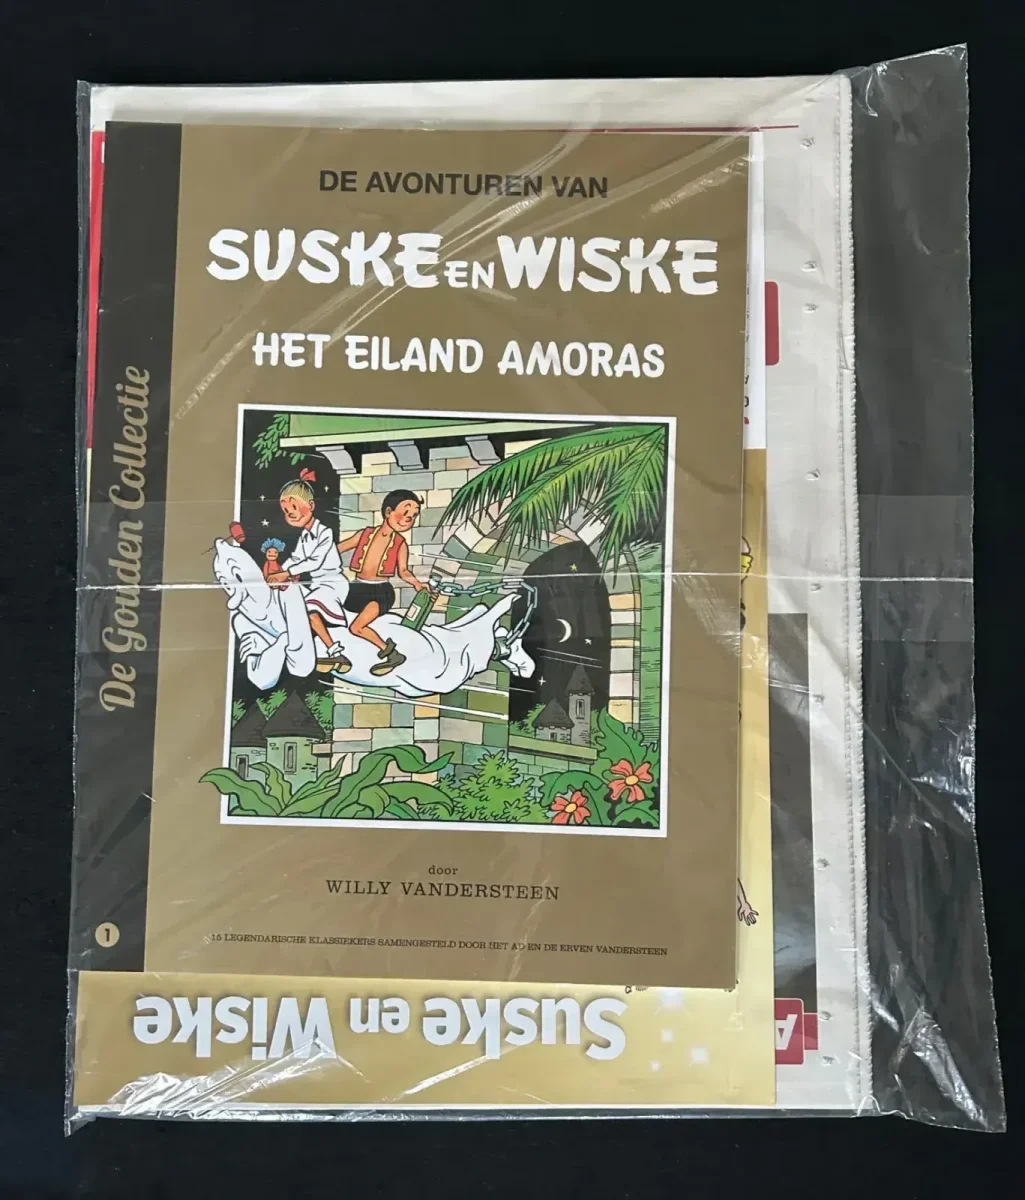 DE AVONTUREN VAN
SUSKE EN WISKE
HET EILAND AMORAS
De Gouden Collectie
door
WILLY VANDERSTEEN
15 LEGENDARISCHE KLASSIEKERS SAMENGESTELD DOOR HET AD EN DE ERVEN VANDERSTEEN
1
Suske en Wiske
A